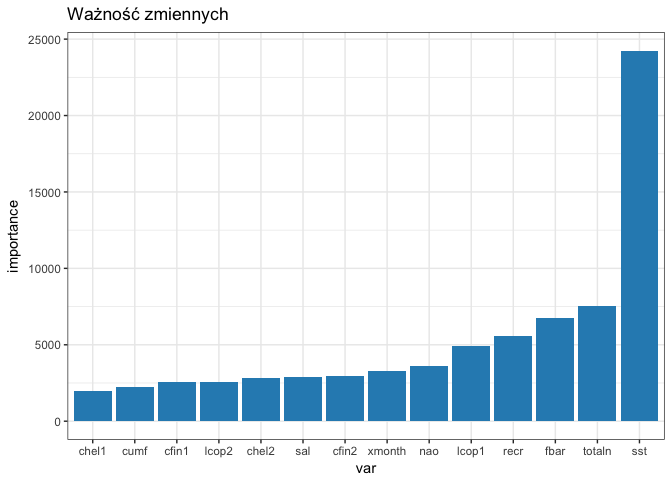 Ważność zmiennych
25000
20000
15000
10000
5000
0
importance
chel1 cumf cfin1 lcop2 chel2 sal cfin2 xmonth nao lcop1 recr fbar totaln sst
var